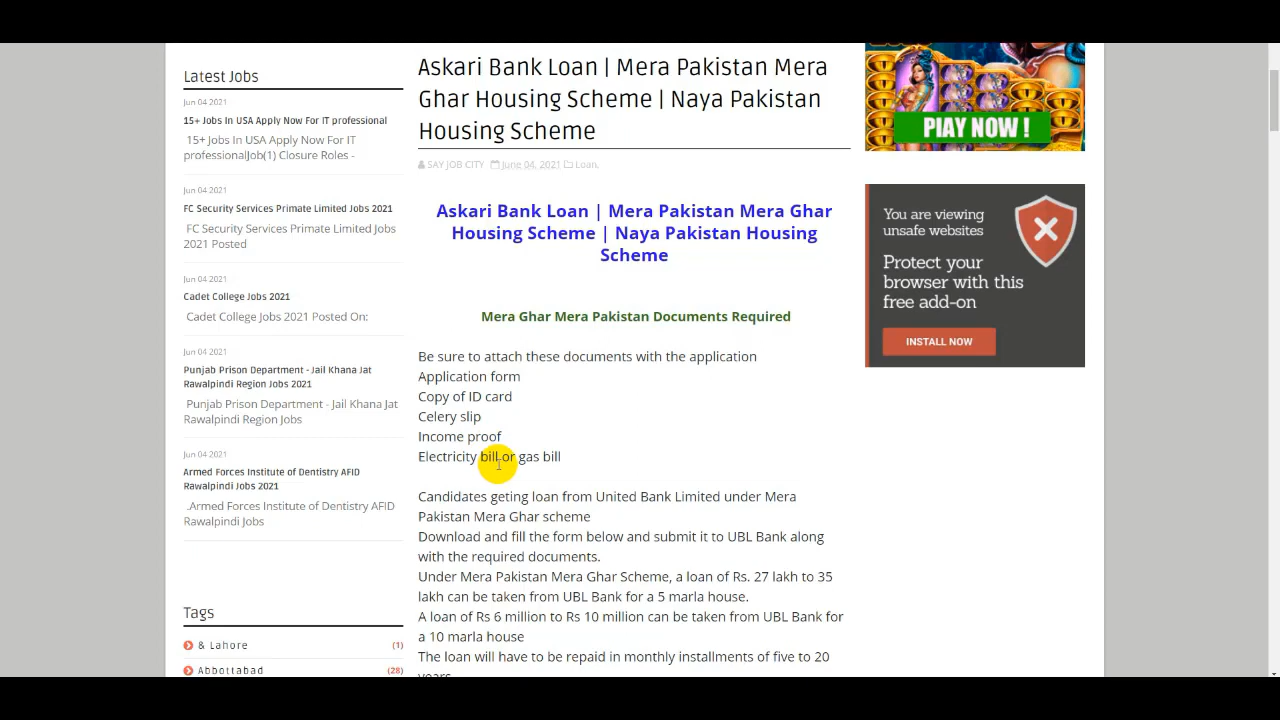 Latest Jobs
Jun 04 2021
15+ Jobs In USA Apply Now For IT professional
15+ Jobs In USA Apply Now For IT
professionalJob(1) Closure Roles -
Jun 04 2021
FC Security Services Primate Limited Jobs 2021
FC Security Services Primate Limited Jobs
2021 Posted
Jun 04 2021
Cadet College Jobs 2021
Cadet College Jobs 2021 Posted On:
Jun 04 2021
Punjab Prison Department - Jail Khana Jat
Rawalpindi Region Jobs 2021
Punjab Prison Department - Jail Khana Jat
Rawalpindi Region Jobs
Jun 04 2021
Armed Forces Institute of Dentistry AFID
Rawalpindi Jobs 2021
.Armed Forces Institute of Dentistry AFID
Rawalpindi Jobs
Tags
& Lahore (1)
Abbottabad (28)
Askari Bank Loan | Mera Pakistan Mera
Ghar Housing Scheme | Naya Pakistan
Housing Scheme
SAY JOB CITY June 04, 2021 Loan,
Askari Bank Loan | Mera Pakistan Mera Ghar
Housing Scheme | Naya Pakistan Housing
Scheme
Mera Ghar Mera Pakistan Documents Required
Be sure to attach these documents with the application
Application form
Copy of ID card
Celery slip
Income proof
Electricity bill or gas bill
Candidates geting loan from United Bank Limited under Mera
Pakistan Mera Ghar scheme
Download and fill the form below and submit it to UBL Bank along
with the required documents.
Under Mera Pakistan Mera Ghar Scheme, a loan of Rs. 27 lakh to 35
lakh can be taken from UBL Bank for a 5 marla house.
A loan of Rs 6 million to Rs 10 million can be taken from UBL Bank for
a 10 marla house
The loan will have to be repaid in monthly installments of five to 20
years
PLAY NOW !
You are viewing
unsafe websites
Protect your
browser with this
free add-on
INSTALL NOW